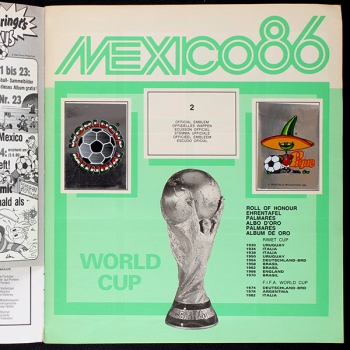 MEXICO86
2
OFFICIAL EMBLEM
OFFIZIELLES WAPPEN
ECUSSON OFFICIEL
STEMMA UFFICIALE
OFFICIEEL EMBLEEM
ESCUDO OFICIAL
ROLL OF HONOUR
EHRENTAFEL
PALMARES
ALBO D'ORO
PALMARES
ALBUM DE ORO
RIMET CUP
1930 URUGUAY
1934 ITALIA
1938 ITALIA
1950 URUGUAY
1954 DEUTSCHLAND-BRD
1958 BRASIL
1962 BRASIL
1966 ENGLAND
1970 BRASIL
F.I.F.A. WORLD CUP
1974 DEUTSCHLAND-BRD
1978 ARGENTINA
1982 ITALIA
WORLD
CUP
1 bis 23:
Nr. 23
Mexico
ald als